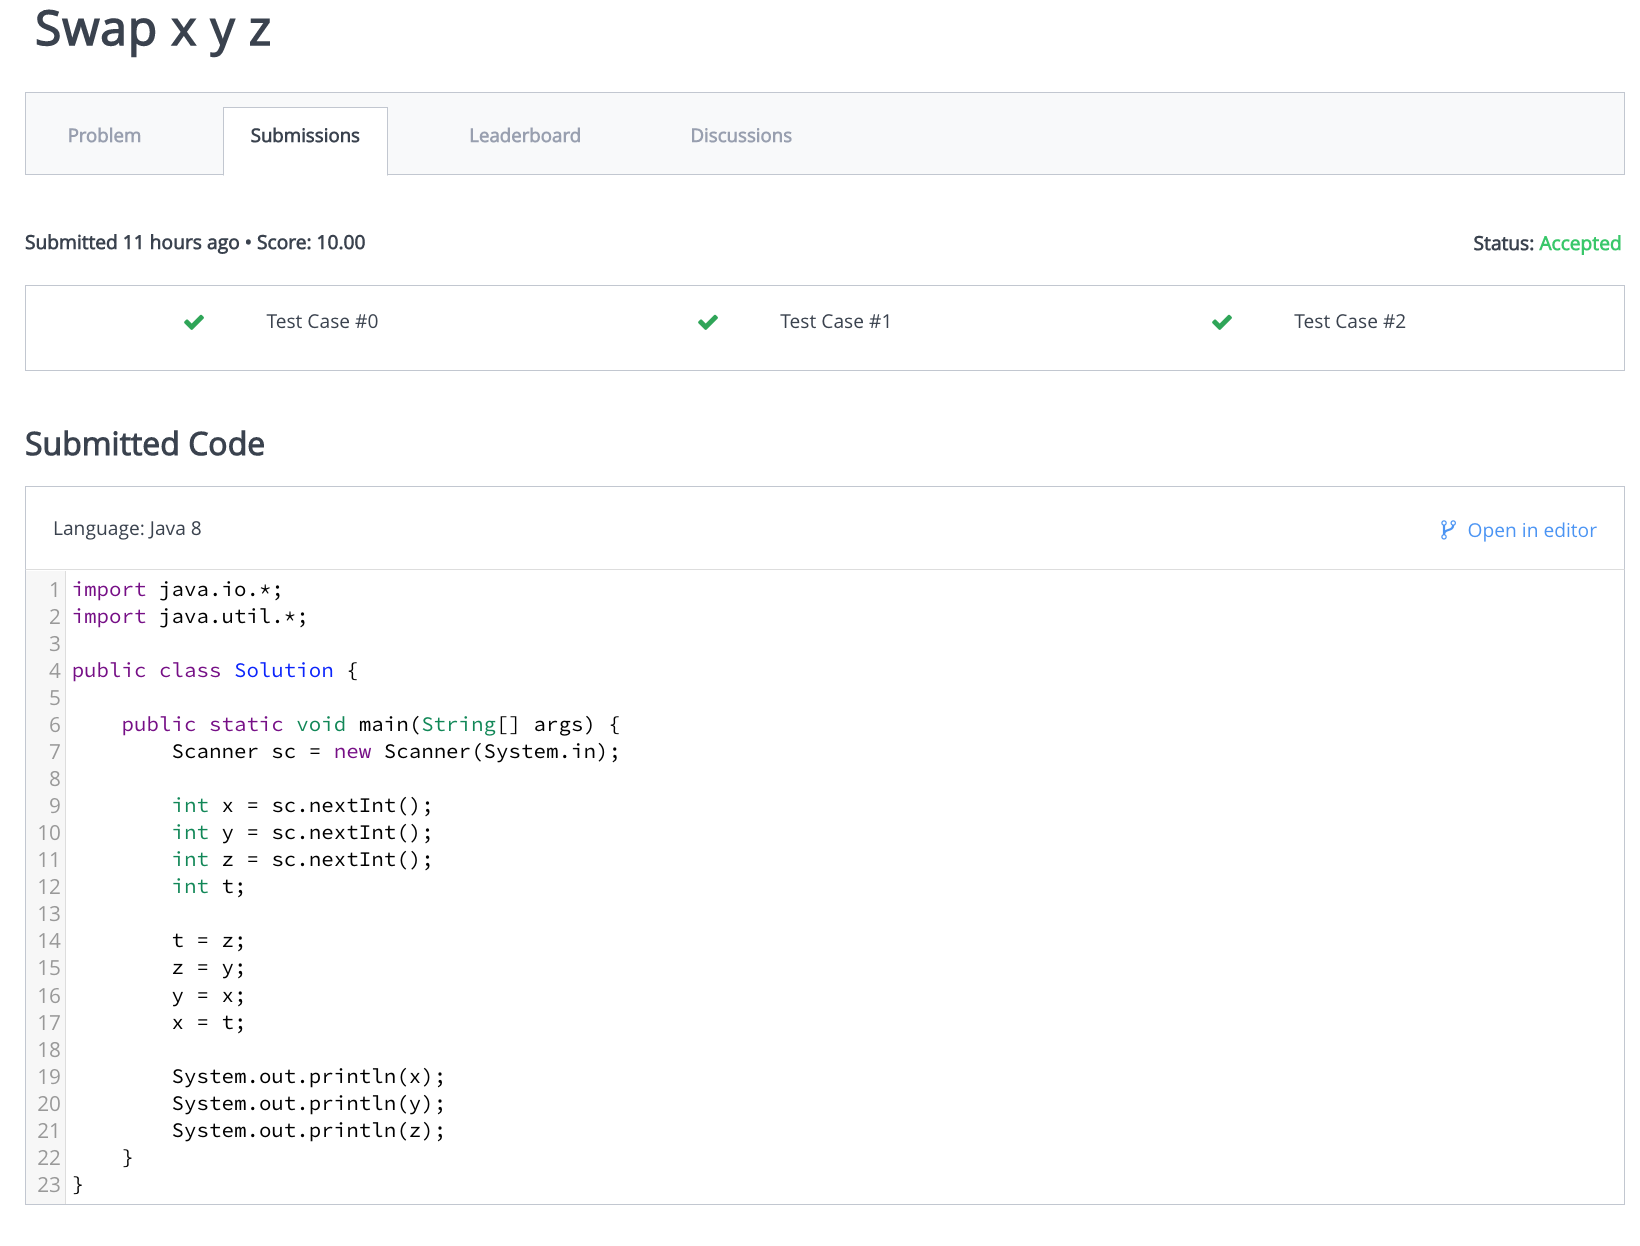 Swap x y z
Problem Submissions Leaderboard Discussions
Submitted 11 hours ago • Score: 10.00 Status: Accepted
Test Case #0 Test Case #1 Test Case #2
Submitted Code
Language: Java 8 Open in editor
1 import java.io.*;
2 import java.util.*;
3
4 public class Solution {
5
6     public static void main(String[] args) {
7         Scanner sc = new Scanner(System.in);
8
9         int x = sc.nextInt();
10         int y = sc.nextInt();
11         int z = sc.nextInt();
12         int t;
13
14         t = z;
15         z = y;
16         y = x;
17         x = t;
18
19         System.out.println(x);
20         System.out.println(y);
21         System.out.println(z);
22     }
23 }